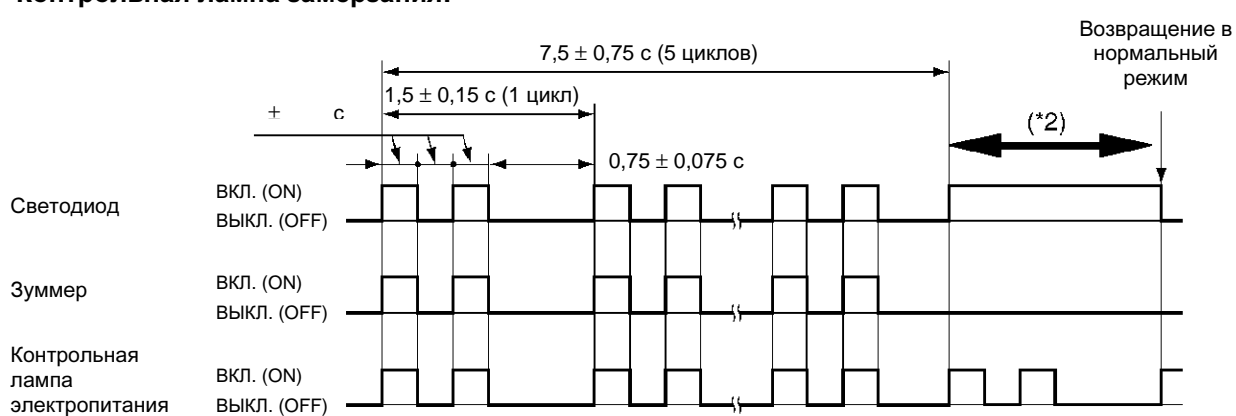 Контрольная лампа замерзания:
Возвращение в
нормальный
режим
7,5 ± 0,75 с (5 циклов)
1,5 ± 0,15 с (1 цикл)
± с
(*2)
0,75 ± 0,075 с
Светодиод
ВКЛ. (ON)
ВЫКЛ. (OFF)
Зуммер
ВКЛ. (ON)
ВЫКЛ. (OFF)
Контрольная
лампа
электропитания
ВКЛ. (ON)
ВЫКЛ. (OFF)